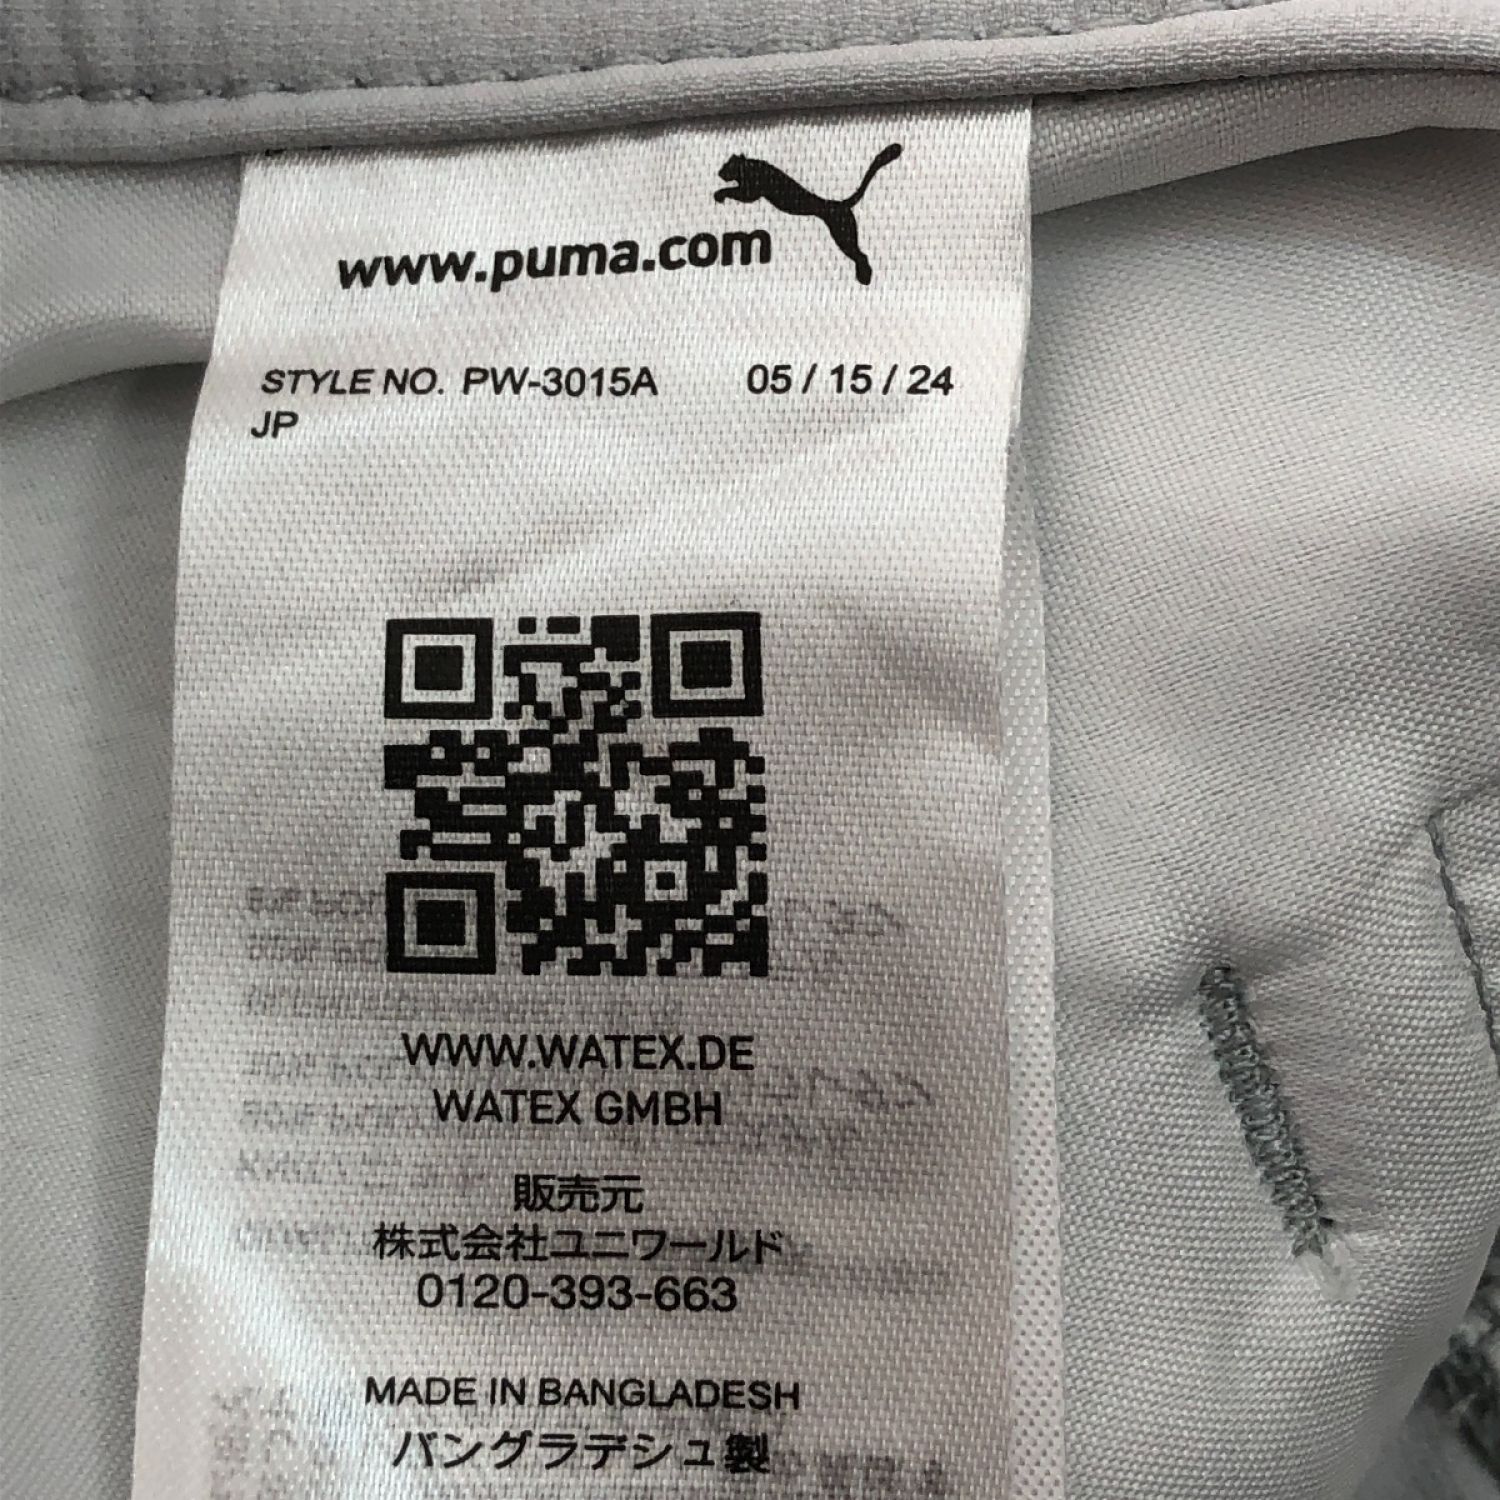 www.puma.com
STYLE NO. PW-3015A 05 / 15 / 24
JP
WWW.WATEX.DE
WATEX GMBH
販売元
株式会社ユニワールド
0120-393-663
MADE IN BANGLADESH
バングラデシュ製